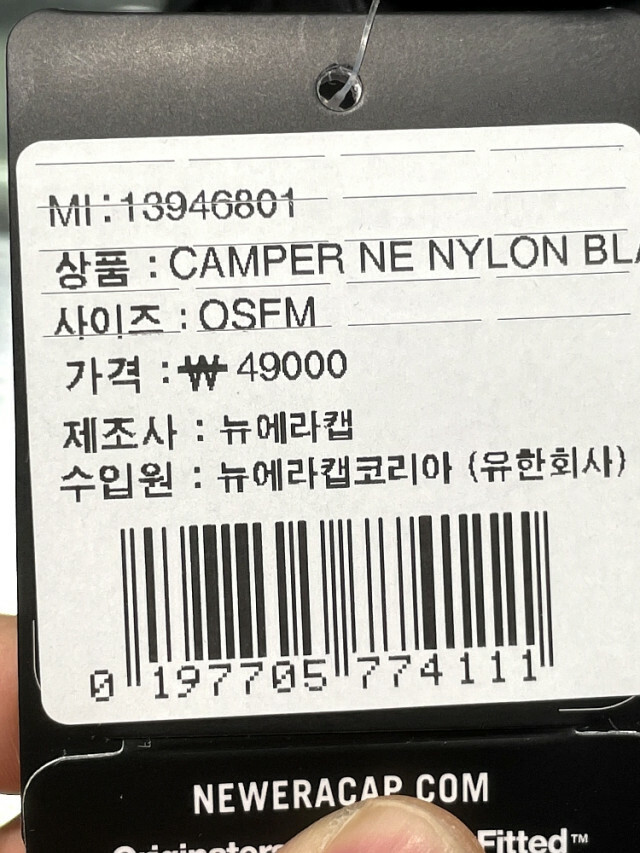 MI:13946801
상품 : CAMPER NE NYLON
사이즈 : OSFM
가격 : ₩ 49000
제조사 : 뉴에라캡
수입원 : 뉴에라캡코리아 (유한회사)
0 197705 774111
NEWERACAP.COM
Fitted™